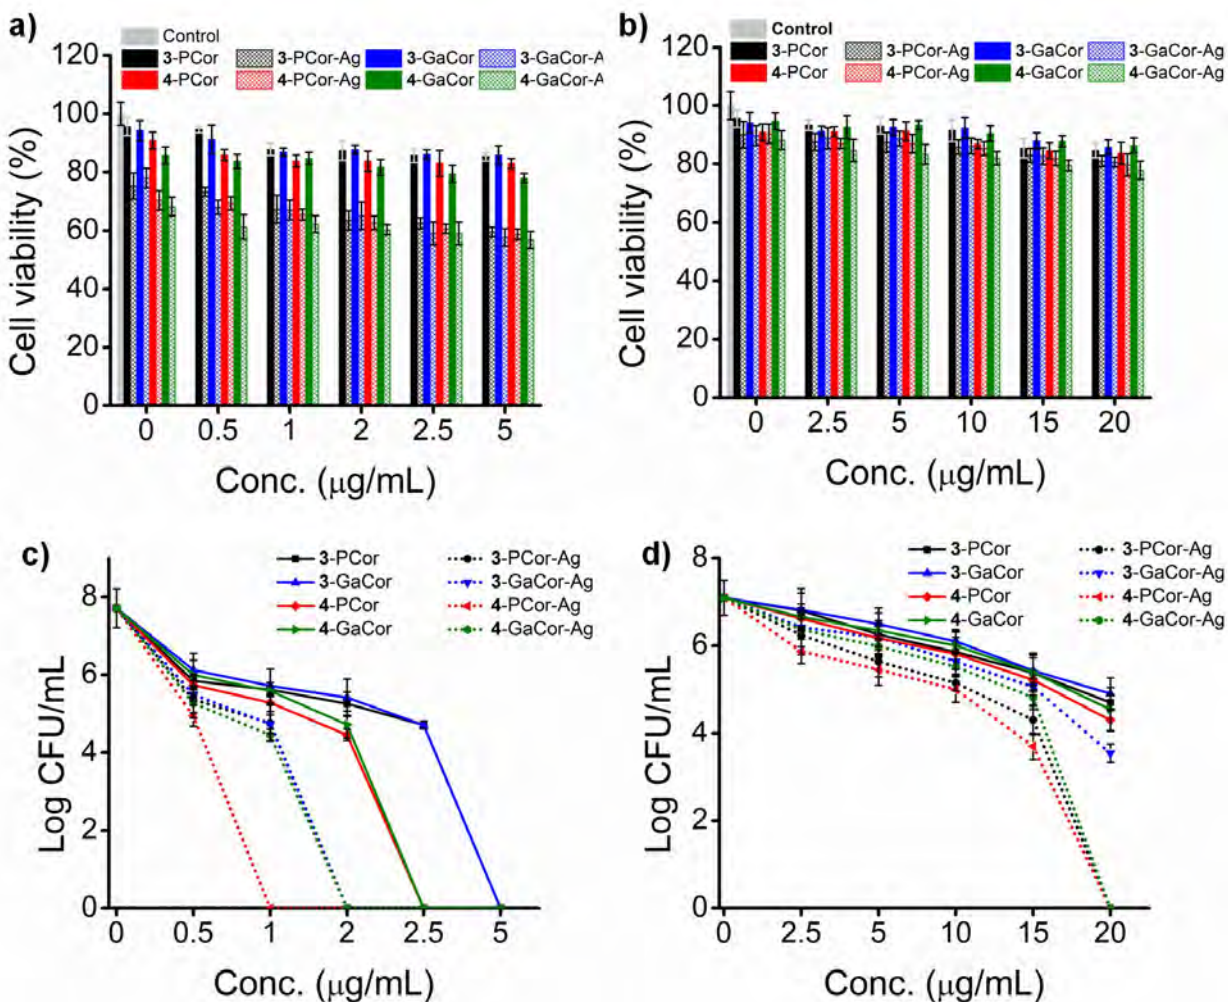 a)
Control
3-PCor 3-PCor-Ag 3-GaCor 3-GaCor-A
4-PCor 4-PCor-Ag 4-GaCor 4-GaCor-A
120
100
80
60
40
20
0
Cell viability (%)
0 0.5 1 2 2.5 5
Conc. (μg/mL)
b)
Control
3-PCor 3-PCor-Ag 3-GaCor 3-GaCor-Ag
4-PCor 4-PCor-Ag 4-GaCor 4-GaCor-Ag
120
100
80
60
40
20
0
Cell viability (%)
0 2.5 5 10 15 20
Conc. (μg/mL)
c)
3-PCor 3-PCor-Ag
3-GaCor 3-GaCor-Ag
4-PCor 4-PCor-Ag
4-GaCor 4-GaCor-Ag
8
6
4
2
0
Log CFU/mL
0 0.5 1 2 2.5 5
Conc. (μg/mL)
d)
3-PCor 3-PCor-Ag
3-GaCor 3-GaCor-Ag
4-PCor 4-PCor-Ag
4-GaCor 4-GaCor-Ag
8
6
4
2
0
Log CFU/mL
0 2.5 5 10 15 20
Conc. (μg/mL)